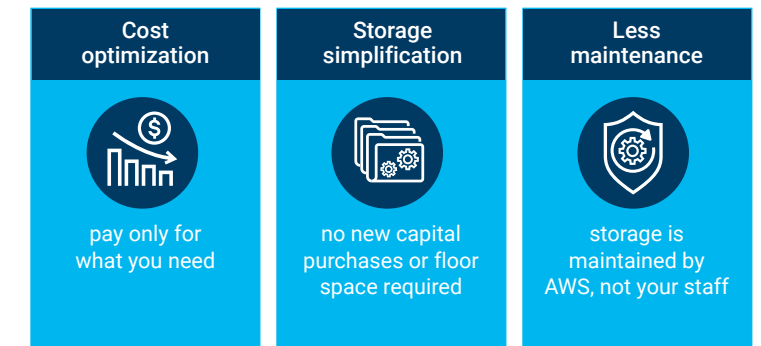 Cost
optimization
$
pay only for
what you need
Storage
simplification
no new capital
purchases or floor
space required
Less
maintenance
storage is
maintained by
AWS, not your staff